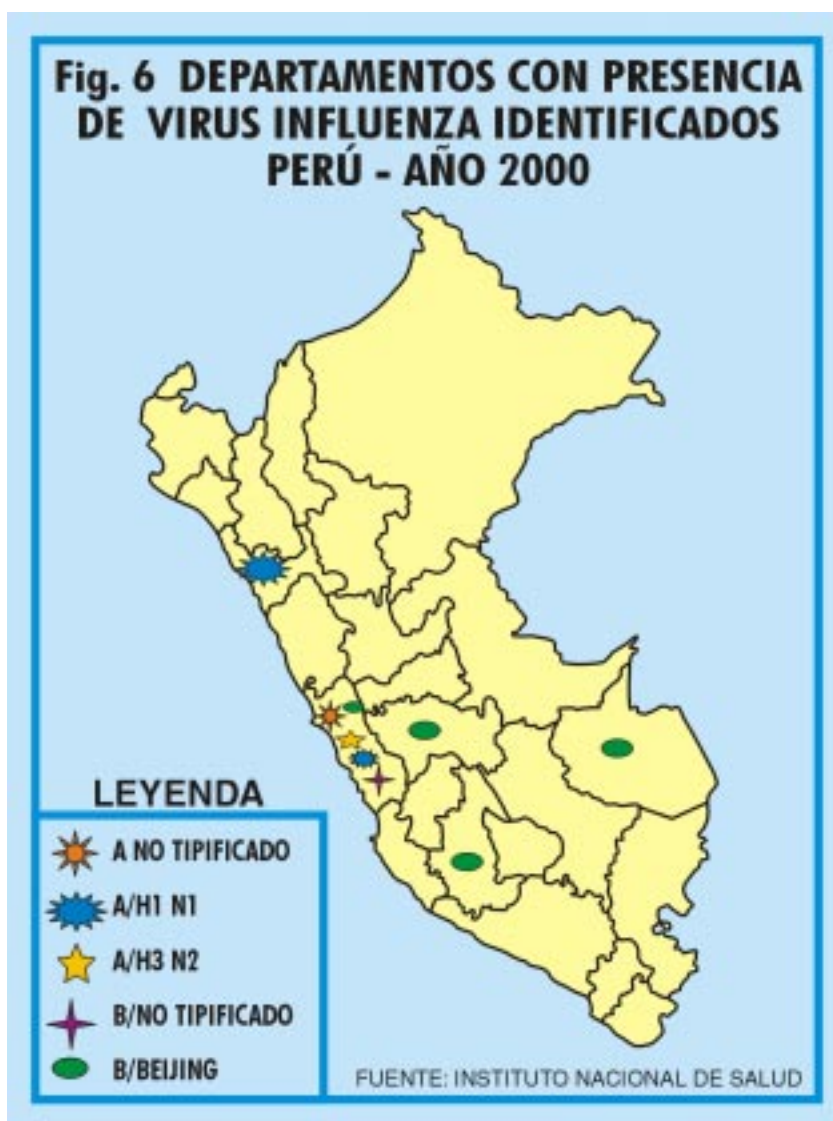 Fig. 6 DEPARTAMENTOS CON PRESENCIA
DE VIRUS INFLUENZA IDENTIFICADOS
PERÚ - AÑO 2000
LEYENDA
A NO TIPIFICADO
A/H1 N1
A/H3 N2
B/NO TIPIFICADO
B/BEIJING
FUENTE: INSTITUTO NACIONAL DE SALUD